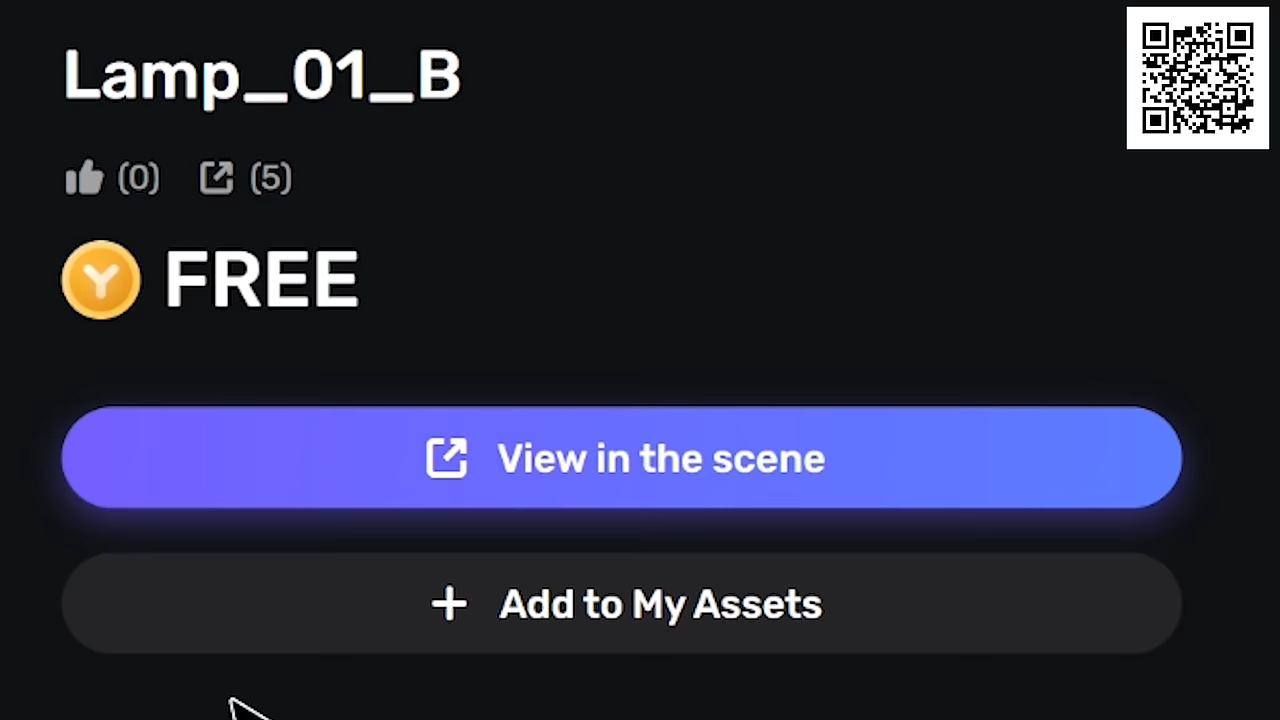 Lamp_01_B
(0) (5)
FREE
View in the scene
Add to My Assets